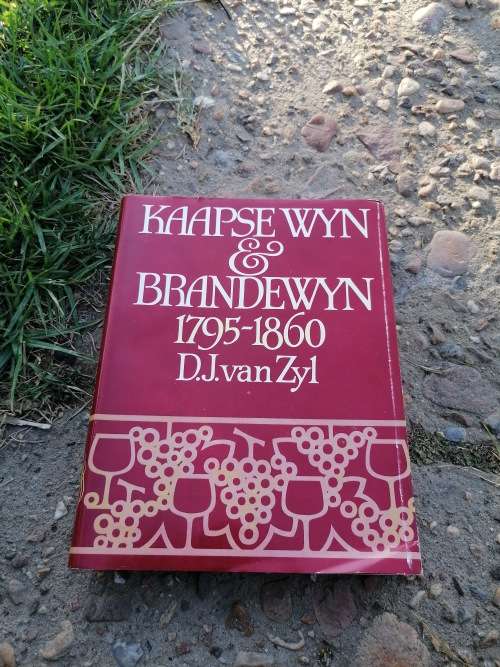 KAAPSE WYN
&
BRANDEWYN
1795-1860
D.J. van Zyl